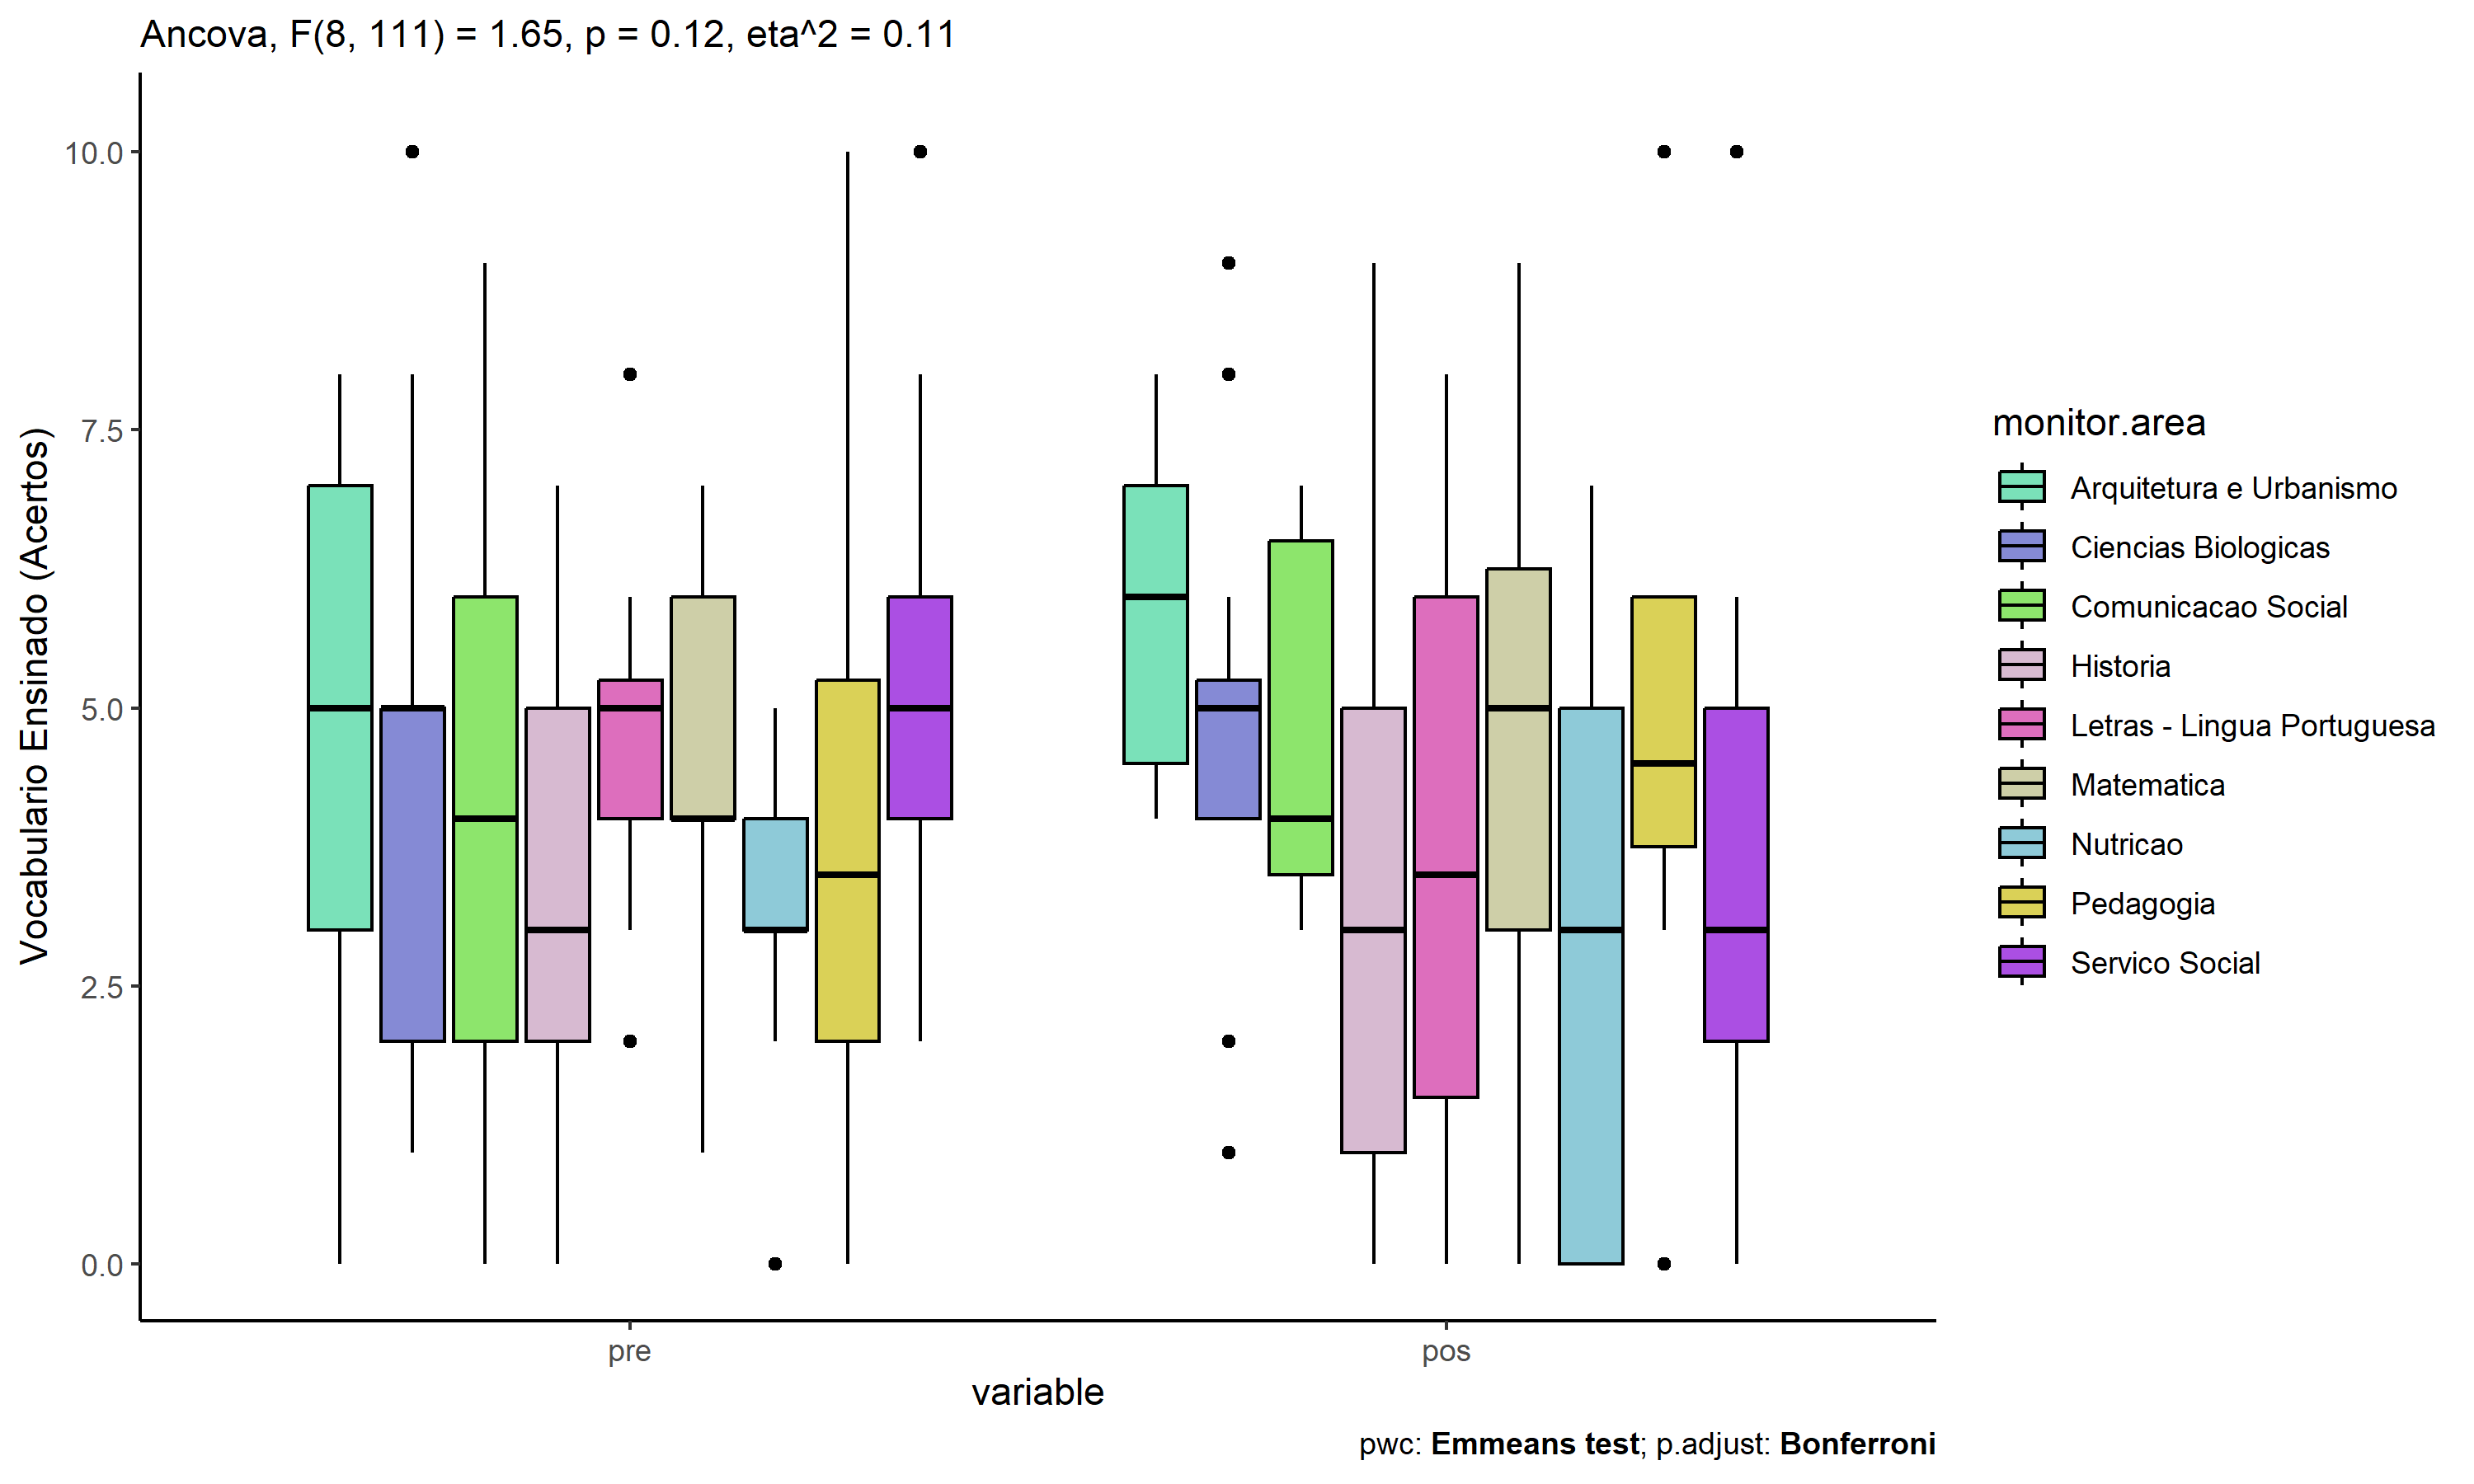 Ancova, F(8, 111) = 1.65, p = 0.12, eta^2 = 0.11
Vocabulario Ensinado (Acertos)
10.0
7.5
5.0
2.5
0.0
pre
pos
variable
monitor.area
Arquitetura e Urbanismo
Ciencias Biologicas
Comunicacao Social
Historia
Letras - Lingua Portuguesa
Matematica
Nutricao
Pedagogia
Servico Social
pwc: Emmeans test; p.adjust: Bonferroni